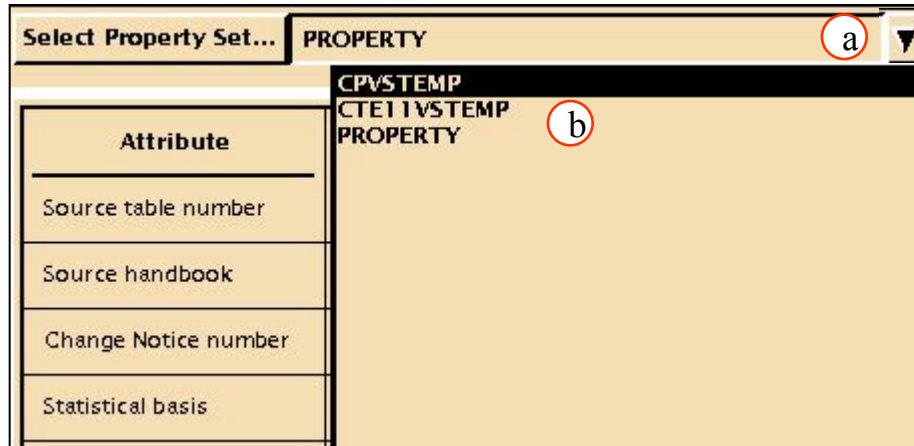 Select Property Set... PROPERTY a
CPVSTEMP
CTE11VSTEMP
PROPERTY
b
Attribute
Source table number
Source handbook
Change Notice number
Statistical basis